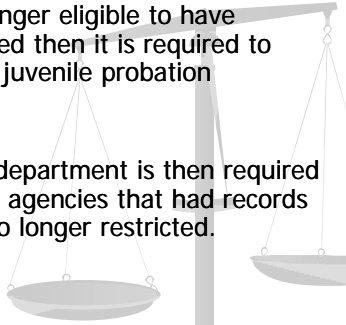 nger eligible to have
ed then it is required to
juvenile probation
department is then required
agencies that had records
o longer restricted.